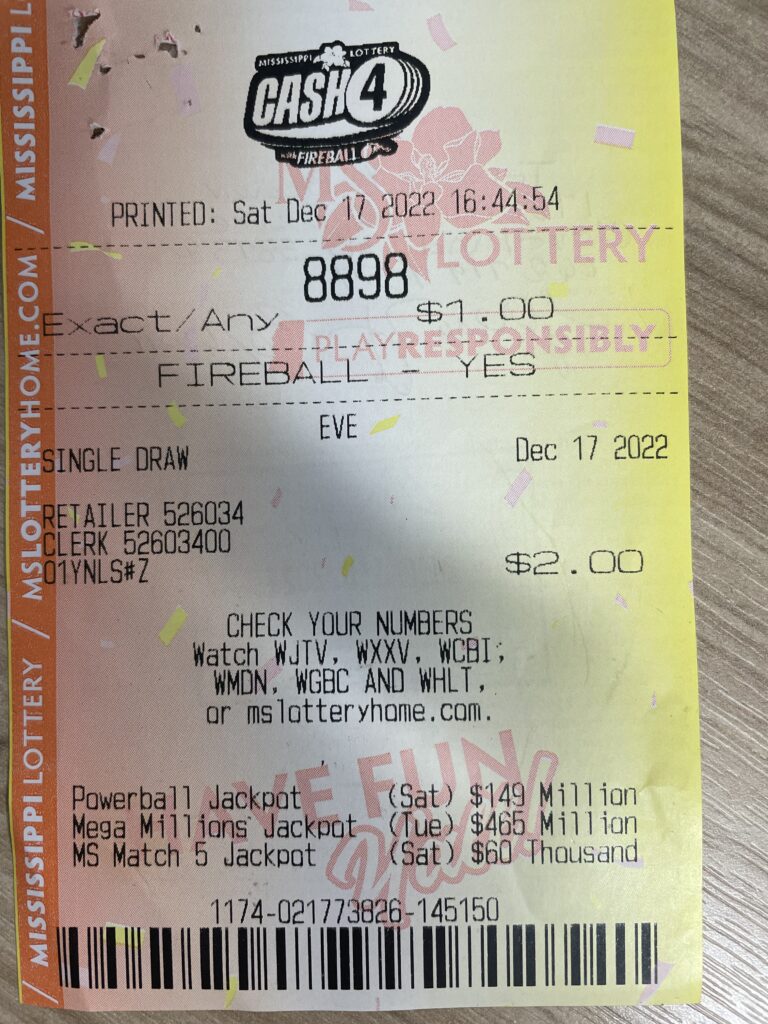 MISSISSIPPI LOTTERY
CASH 4
with FIREBALL
PRINTED: Sat Dec 17 2022 16:44:54
MS LOTTERY
8898
Exact/Any $1.00
PLAY RESPONSIBLY
FIREBALL - YES
EVE
SINGLE DRAW Dec 17 2022
RETAILER 526034
CLERK 52603400
01YNLS#Z $2.00
CHECK YOUR NUMBERS
Watch WJTV, WXXV, WCBI,
WMDN, WGBC AND WHLT,
or mslotteryhome.com.
HAVE FUN
Y'all
Powerball Jackpot (Sat) $149 Million
Mega Millions Jackpot (Tue) $465 Million
MS Match 5 Jackpot (Sat) $60 Thousand
1174-021773826-145150
/ MISSISSIPPI LOTTERY / MSLOTTERYHOME.COM / MISSISSIPPI L